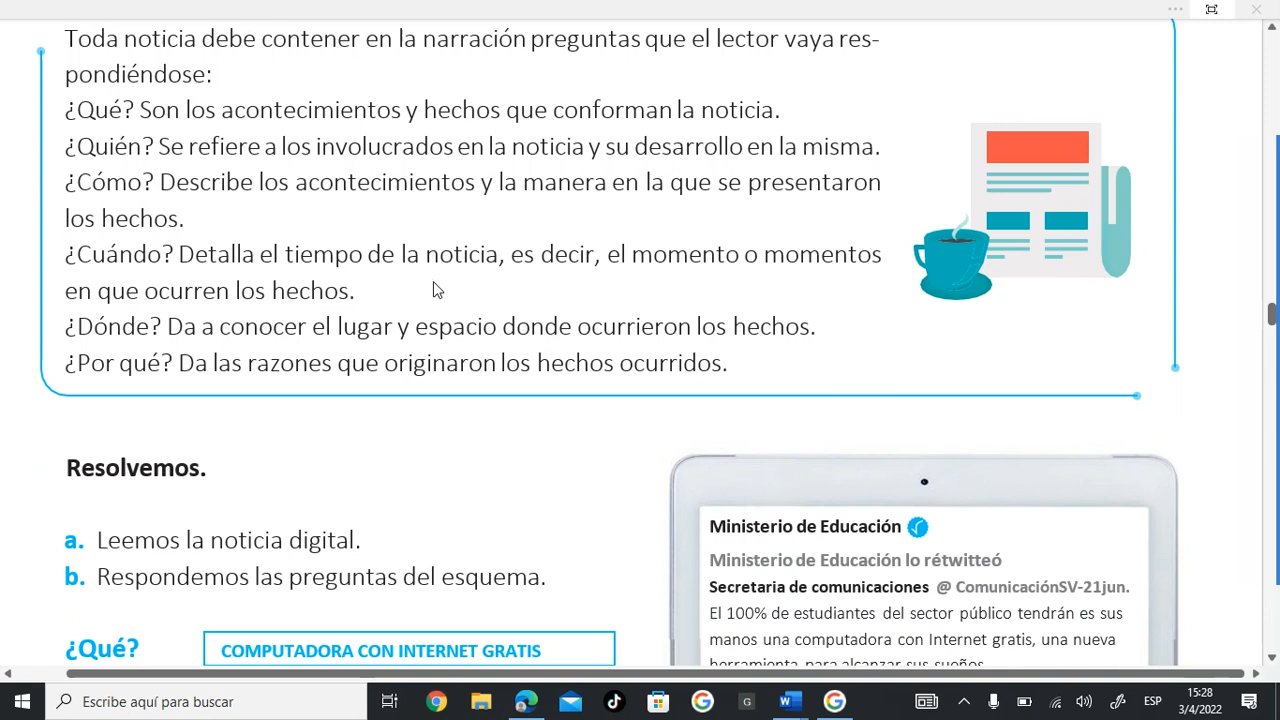 Toda noticia debe contener en la narración preguntas que el lector vaya res-
pondiéndose:
¿Qué? Son los acontecimientos y hechos que conforman la noticia.
¿Quién? Se refiere a los involucrados en la noticia y su desarrollo en la misma.
¿Cómo? Describe los acontecimientos y la manera en la que se presentaron
los hechos.
¿Cuándo? Detalla el tiempo de la noticia, es decir, el momento o momentos
en que ocurren los hechos.
¿Dónde? Da a conocer el lugar y espacio donde ocurrieron los hechos.
¿Por qué? Da las razones que originaron los hechos ocurridos.
Resolvemos.
a. Leemos la noticia digital.
b. Respondemos las preguntas del esquema.
¿Qué?
COMPUTADORA CON INTERNET GRATIS
Ministerio de Educación
Ministerio de Educación lo rétwitteó
Secretaria de comunicaciones @ ComunicaciónSV-21jun.
El 100% de estudiantes del sector público tendrán es sus
manos una computadora con Internet gratis, una nueva
herramienta para alcanzar sus sueños
Escribe aquí para buscar
G
ESP
15:28
3/4/2022